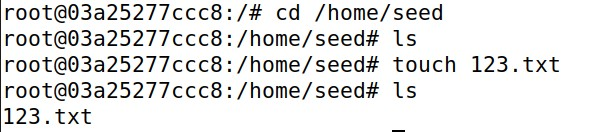 root@03a25277ccc8:/# cd /home/seed
root@03a25277ccc8:/home/seed# ls
root@03a25277ccc8:/home/seed# touch 123.txt
root@03a25277ccc8:/home/seed# ls
123.txt